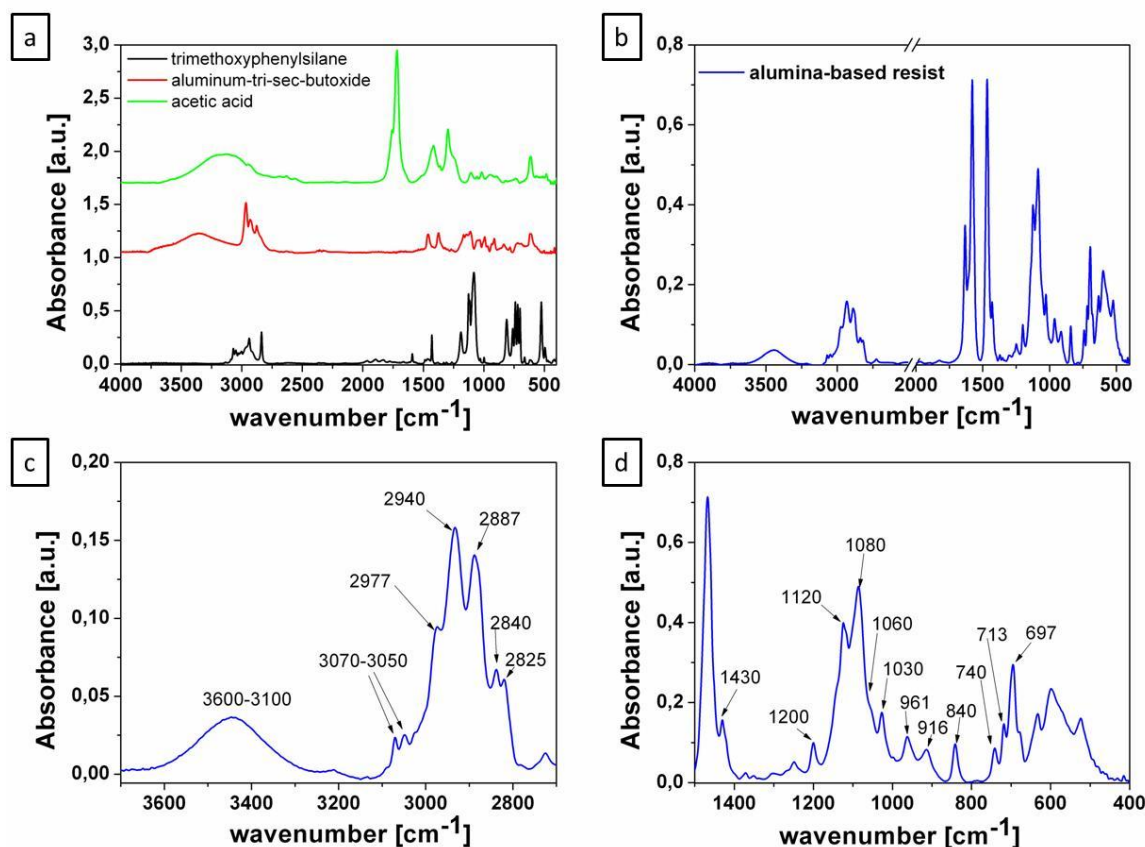 a
3,0
2,5
2,0
1,5
1,0
0,5
0,0
Absorbance [a.u.]
trimethoxyphenylsilane
aluminum-tri-sec-butoxide
acetic acid
4000 3500 3000 2500 2000 1500 1000 500
wavenumber [cm⁻¹]
b
0,8
0,6
0,4
0,2
0,0
Absorbance [a.u.]
alumina-based resist
4000 3500 3000 2000 1500 1000 500
wavenumber [cm⁻¹]
c
0,20
0,15
0,10
0,05
0,00
Absorbance [a.u.]
2940
2887
2977
2840
2825
3070-3050
3600-3100
3600 3400 3200 3000 2800
wavenumber [cm⁻¹]
d
0,8
0,6
0,4
0,2
0,0
Absorbance [a.u.]
1080
1120
1060
1030
713
697
740
961
840
916
1430
1200
1400 1200 1000 800 600 400
wavenumber [cm⁻¹]